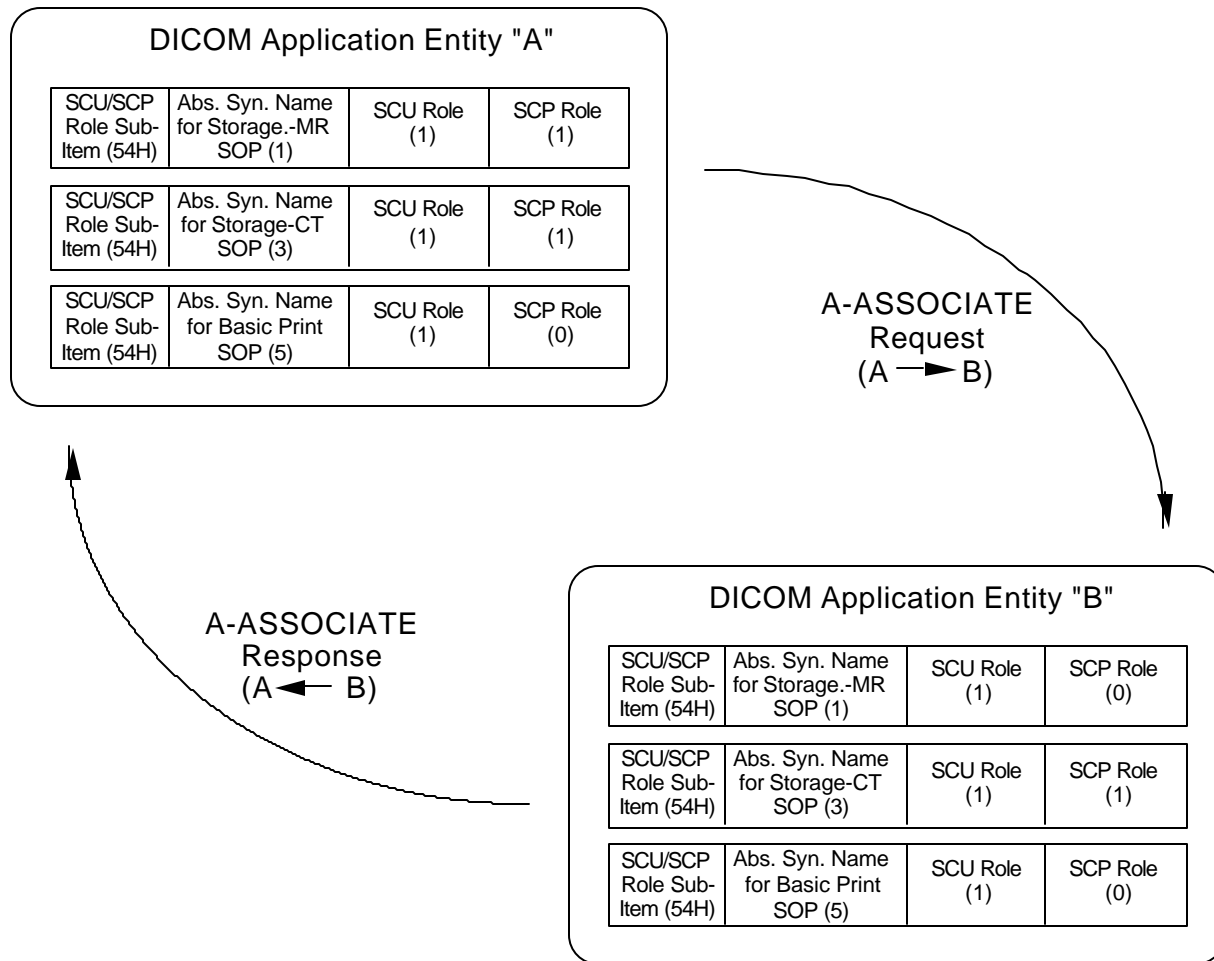 DICOM Application Entity "A"
SCU/SCP
Role Sub-
Item (54H)
Abs. Syn. Name
for Storage.-MR
SOP (1)
SCU Role
(1)
SCP Role
(1)
SCU/SCP
Role Sub-
Item (54H)
Abs. Syn. Name
for Storage-CT
SOP (3)
SCU Role
(1)
SCP Role
(1)
SCU/SCP
Role Sub-
Item (54H)
Abs. Syn. Name
for Basic Print
SOP (5)
SCU Role
(1)
SCP Role
(0)
A-ASSOCIATE
Request
(A → B)
A-ASSOCIATE
Response
(A ← B)
DICOM Application Entity "B"
SCU/SCP
Role Sub-
Item (54H)
Abs. Syn. Name
for Storage.-MR
SOP (1)
SCU Role
(1)
SCP Role
(0)
SCU/SCP
Role Sub-
Item (54H)
Abs. Syn. Name
for Storage-CT
SOP (3)
SCU Role
(1)
SCP Role
(1)
SCU/SCP
Role Sub-
Item (54H)
Abs. Syn. Name
for Basic Print
SOP (5)
SCU Role
(1)
SCP Role
(0)